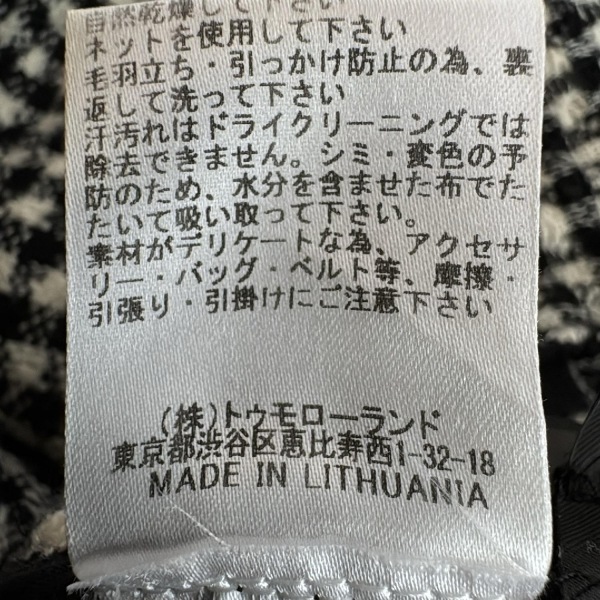 自然乾燥して下さい
ネットを使用して下さい
毛羽立ち・引っかけ防止の為、裏
返して洗って下さい
汗汚れはドライクリーニングでは
除去できません。シミ・変色の予
防のため、水分を含ませた布でた
たいて吸い取って下さい。
素材がデリケートな為、アクセサ
リー・バッグ・ベルト等、摩擦・
引張り・引掛けにご注意下さい
(株)トゥモローランド
東京都渋谷区恵比寿西1-32-18
MADE IN LITHUANIA